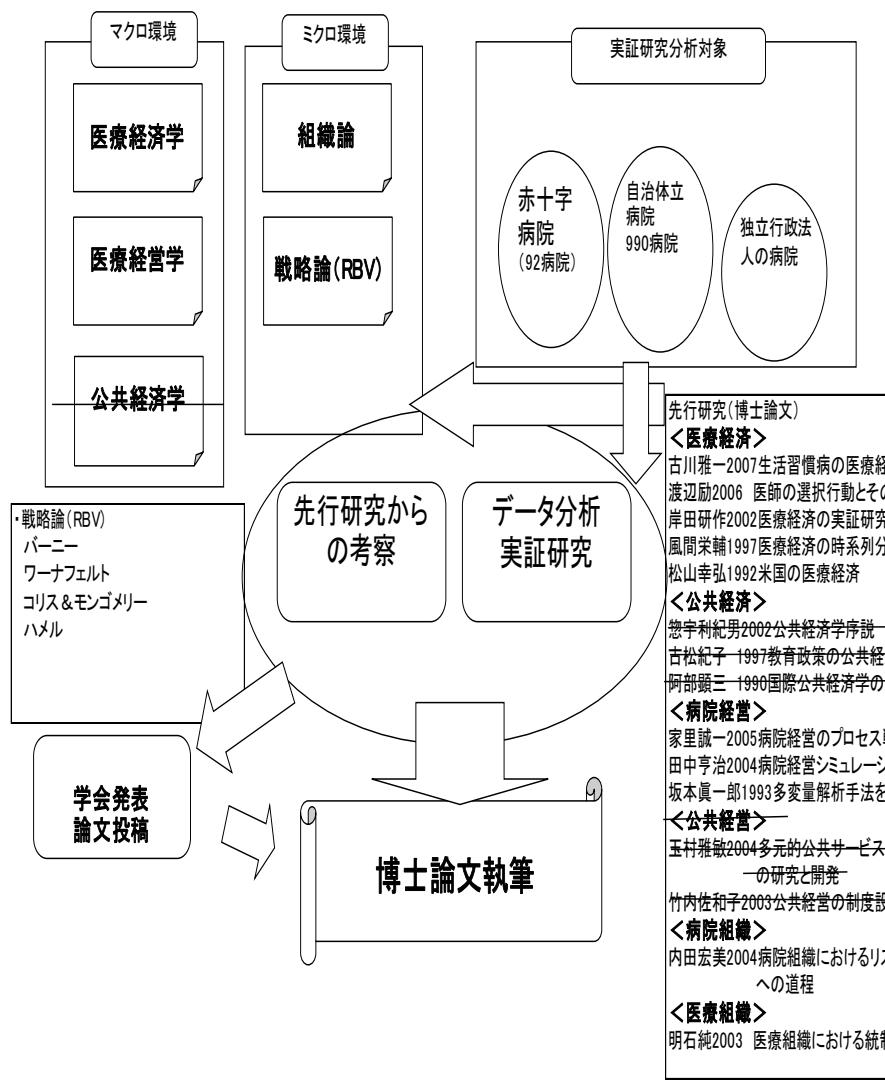 マクロ環境
医療経済学
医療経営学
公共経済学
ミクロ環境
組織論
戦略論(RBV)
実証研究分析対象
赤十字
病院
(92病院)
自治体立
病院
990病院
独立行政法
人の病院
先行研究から
の考察
データ分析
実証研究
・戦略論(RBV)
バーニー
ワーナフェルト
コリス&モンゴメリー
ハメル
学会発表
論文投稿
博士論文執筆
先行研究(博士論文)
<医療経済>
古川雅一2007生活習慣病の医療経
渡辺励2006 医師の選択行動とその
岸田研作2002医療経済の実証研究
風間栄輔1997医療経済の時系列分
松山幸弘1992米国の医療経済
<公共経済>
惣宇利紀男2002公共経済学序説
古松紀子 1997教育政策の公共経
阿部顕三 1990国際公共経済学の
<病院経営>
家里誠一2005病院経営のプロセス
田中亨治2004病院経営シミュレーシ
坂本眞一郎1993多変量解析手法を
<公共経営>
玉村雅敏2004多元的公共サービス
の研究と開発
竹内佐和子2003公共経営の制度設
<病院組織>
内田宏美2004病院組織におけるリス
への道程
<医療組織>
明石純2003 医療組織における統制